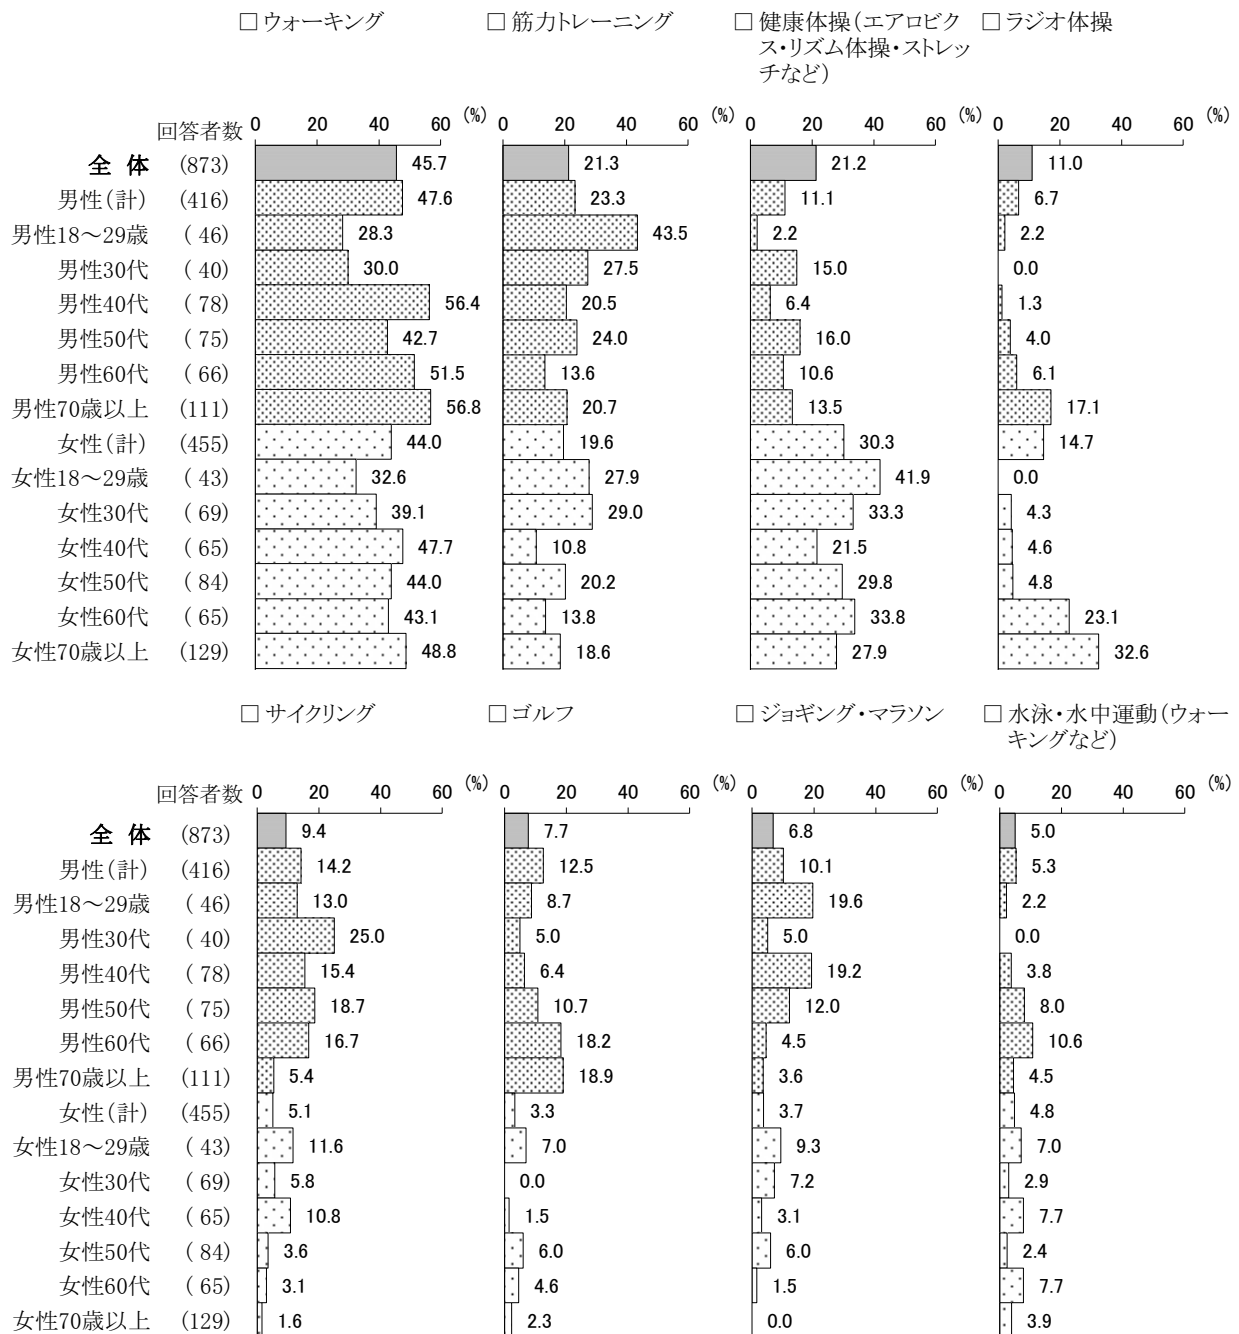 □ ウォーキング □ 筋力トレーニング □ 健康体操(エアロビク □ ラジオ体操
ス・リズム体操・ストレッ
チなど)
(%) (%) (%) (%)
回答者数 0 20 40 60 0 20 40 60 0 20 40 60 0 20 40 60
全 体 (873) 45.7 21.3 21.2 11.0
男性(計) (416) 47.6 23.3 11.1 6.7
男性18～29歳 ( 46) 28.3 43.5 2.2 2.2
男性30代 ( 40) 30.0 27.5 15.0 0.0
男性40代 ( 78) 56.4 20.5 6.4 1.3
男性50代 ( 75) 42.7 24.0 16.0 4.0
男性60代 ( 66) 51.5 13.6 10.6 6.1
男性70歳以上 (111) 56.8 20.7 13.5 17.1
女性(計) (455) 44.0 19.6 30.3 14.7
女性18～29歳 ( 43) 32.6 27.9 41.9 0.0
女性30代 ( 69) 39.1 29.0 33.3 4.3
女性40代 ( 65) 47.7 10.8 21.5 4.6
女性50代 ( 84) 44.0 20.2 29.8 4.8
女性60代 ( 65) 43.1 13.8 33.8 23.1
女性70歳以上 (129) 48.8 18.6 27.9 32.6
□ サイクリング □ ゴルフ □ ジョギング・マラソン □ 水泳・水中運動(ウォー
キングなど)
(%) (%) (%) (%)
回答者数 0 20 40 60 0 20 40 60 0 20 40 60 0 20 40 60
全 体 (873) 9.4 7.7 6.8 5.0
男性(計) (416) 14.2 12.5 10.1 5.3
男性18～29歳 ( 46) 13.0 8.7 19.6 2.2
男性30代 ( 40) 25.0 5.0 5.0 0.0
男性40代 ( 78) 15.4 6.4 19.2 3.8
男性50代 ( 75) 18.7 10.7 12.0 8.0
男性60代 ( 66) 16.7 18.2 4.5 10.6
男性70歳以上 (111) 5.4 18.9 3.6 4.5
女性(計) (455) 5.1 3.3 3.7 4.8
女性18～29歳 ( 43) 11.6 7.0 9.3 7.0
女性30代 ( 69) 5.8 0.0 7.2 2.9
女性40代 ( 65) 10.8 1.5 3.1 7.7
女性50代 ( 84) 3.6 6.0 6.0 2.4
女性60代 ( 65) 3.1 4.6 1.5 7.7
女性70歳以上 (129) 1.6 2.3 0.0 3.9